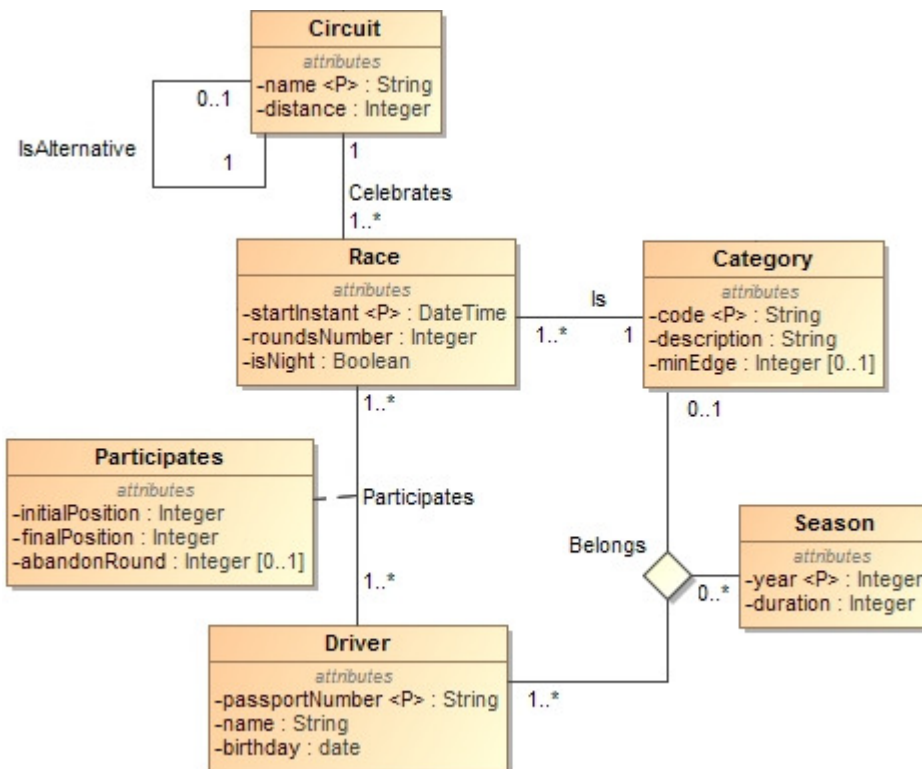 Circuit
attributes
-name <P> : String
-distance : Integer
0..1
IsAlternative
1
1
Celebrates
1..*
Race
attributes
-startInstant <P> : DateTime
-roundsNumber : Integer
-isNight : Boolean
Is
1..*
1
Category
attributes
-code <P> : String
-description : String
-minEdge : Integer [0..1]
1..*
0..1
Participates
attributes
-initialPosition : Integer
-finalPosition : Integer
-abandonRound : Integer [0..1]
Participates
Belongs
0..*
Season
attributes
-year <P> : Integer
-duration : Integer
1..*
Driver
attributes
-passportNumber <P> : String
-name : String
-birthday : date
1..*